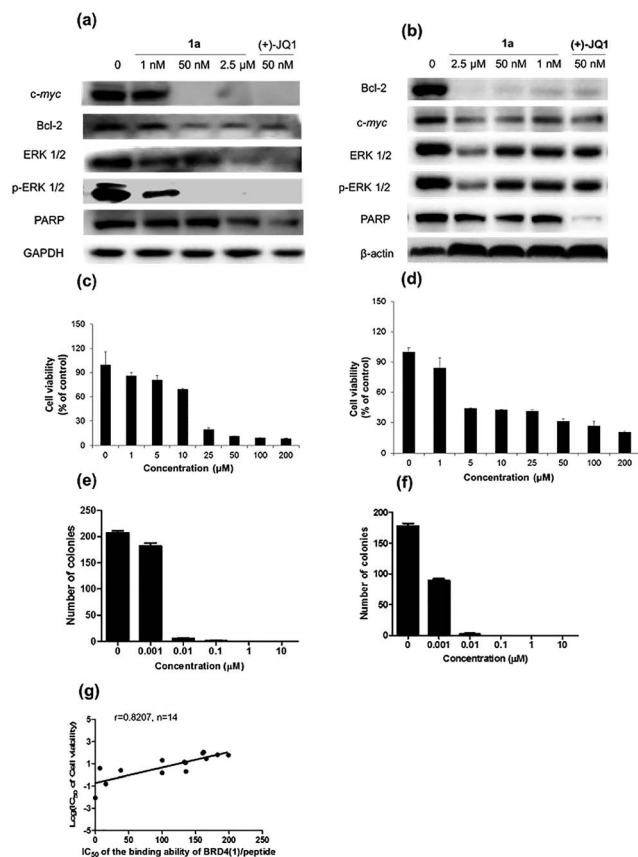 (a)
1a (+)-JQ1
0 1 nM 50 nM 2.5 µM 50 nM
c-myc
Bcl-2
ERK 1/2
p-ERK 1/2
PARP
GAPDH
(b)
1a (+)-JQ1
0 2.5 µM 50 nM 1 nM 50 nM
Bcl-2
c-myc
ERK 1/2
p-ERK 1/2
PARP
β-actin
(c)
Cell viability
(% of control)
150
120
90
60
30
0
0 1 5 10 25 50 100 200
Concentration (µM)
(d)
Cell viability
(% of control)
150
120
90
60
30
0
0 1 5 10 25 50 100 200
Concentration (µM)
(e)
Number of colonies
250
200
150
100
50
0
0 0.001 0.01 0.1 1 10
Concentration (µM)
(f)
Number of colonies
200
150
100
50
0
0 0.001 0.01 0.1 1 10
Concentration (µM)
(g)
r=0.8207, n=14
Log(IC50 of Cell viability)
5
3
1
-1
-3
-5
0 50 100 150 200 250
IC50 of the binding ability of BRD4(1)/peptide